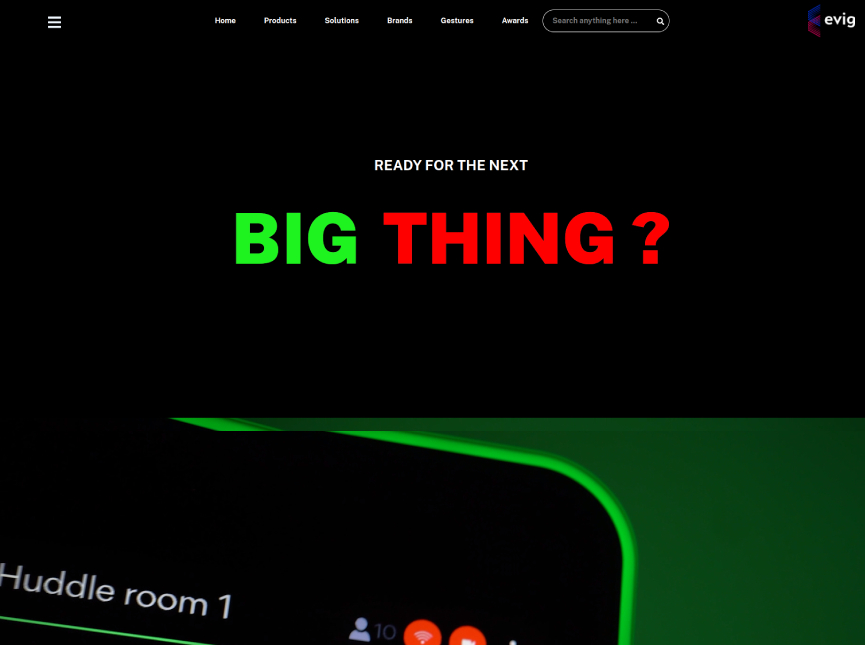 Home Products Solutions Brands Gestures Awards Search anything here ... evig
READY FOR THE NEXT
BIG THING ?
Huddle room 1
10